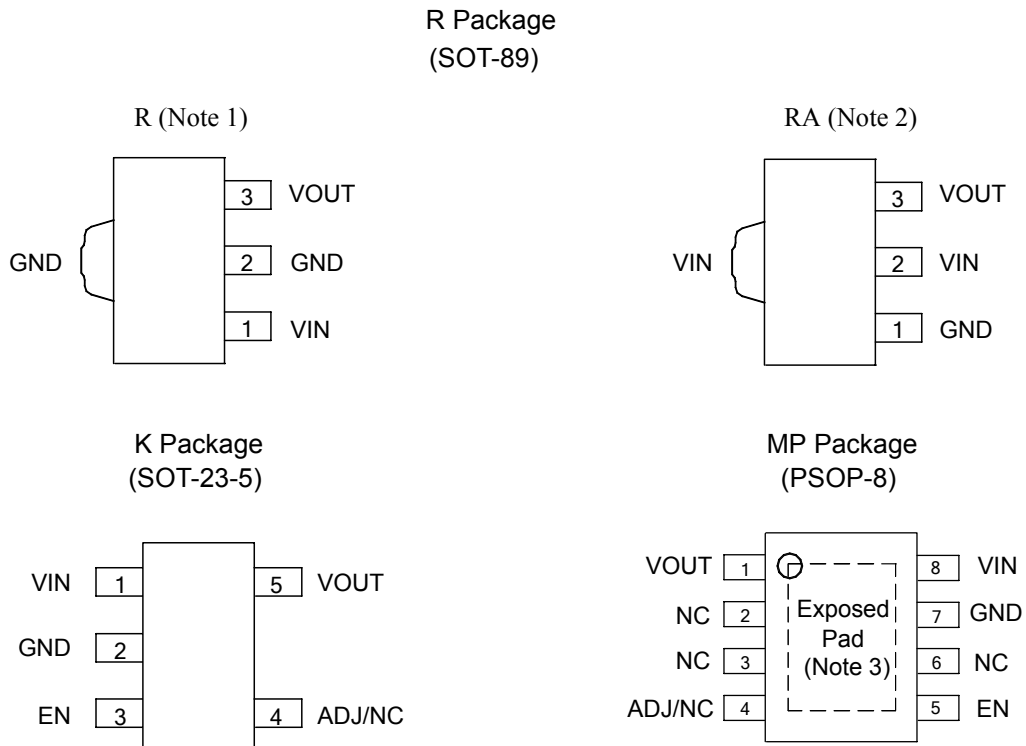 R Package
(SOT-89)
R (Note 1)
GND
3 VOUT
2 GND
1 VIN
RA (Note 2)
VIN
3 VOUT
2 VIN
1 GND
K Package
(SOT-23-5)
VIN 1
GND 2
EN 3
5 VOUT
4 ADJ/NC
MP Package
(PSOP-8)
VOUT 1
NC 2
NC 3
ADJ/NC 4
Exposed
Pad
(Note 3)
8 VIN
7 GND
6 NC
5 EN